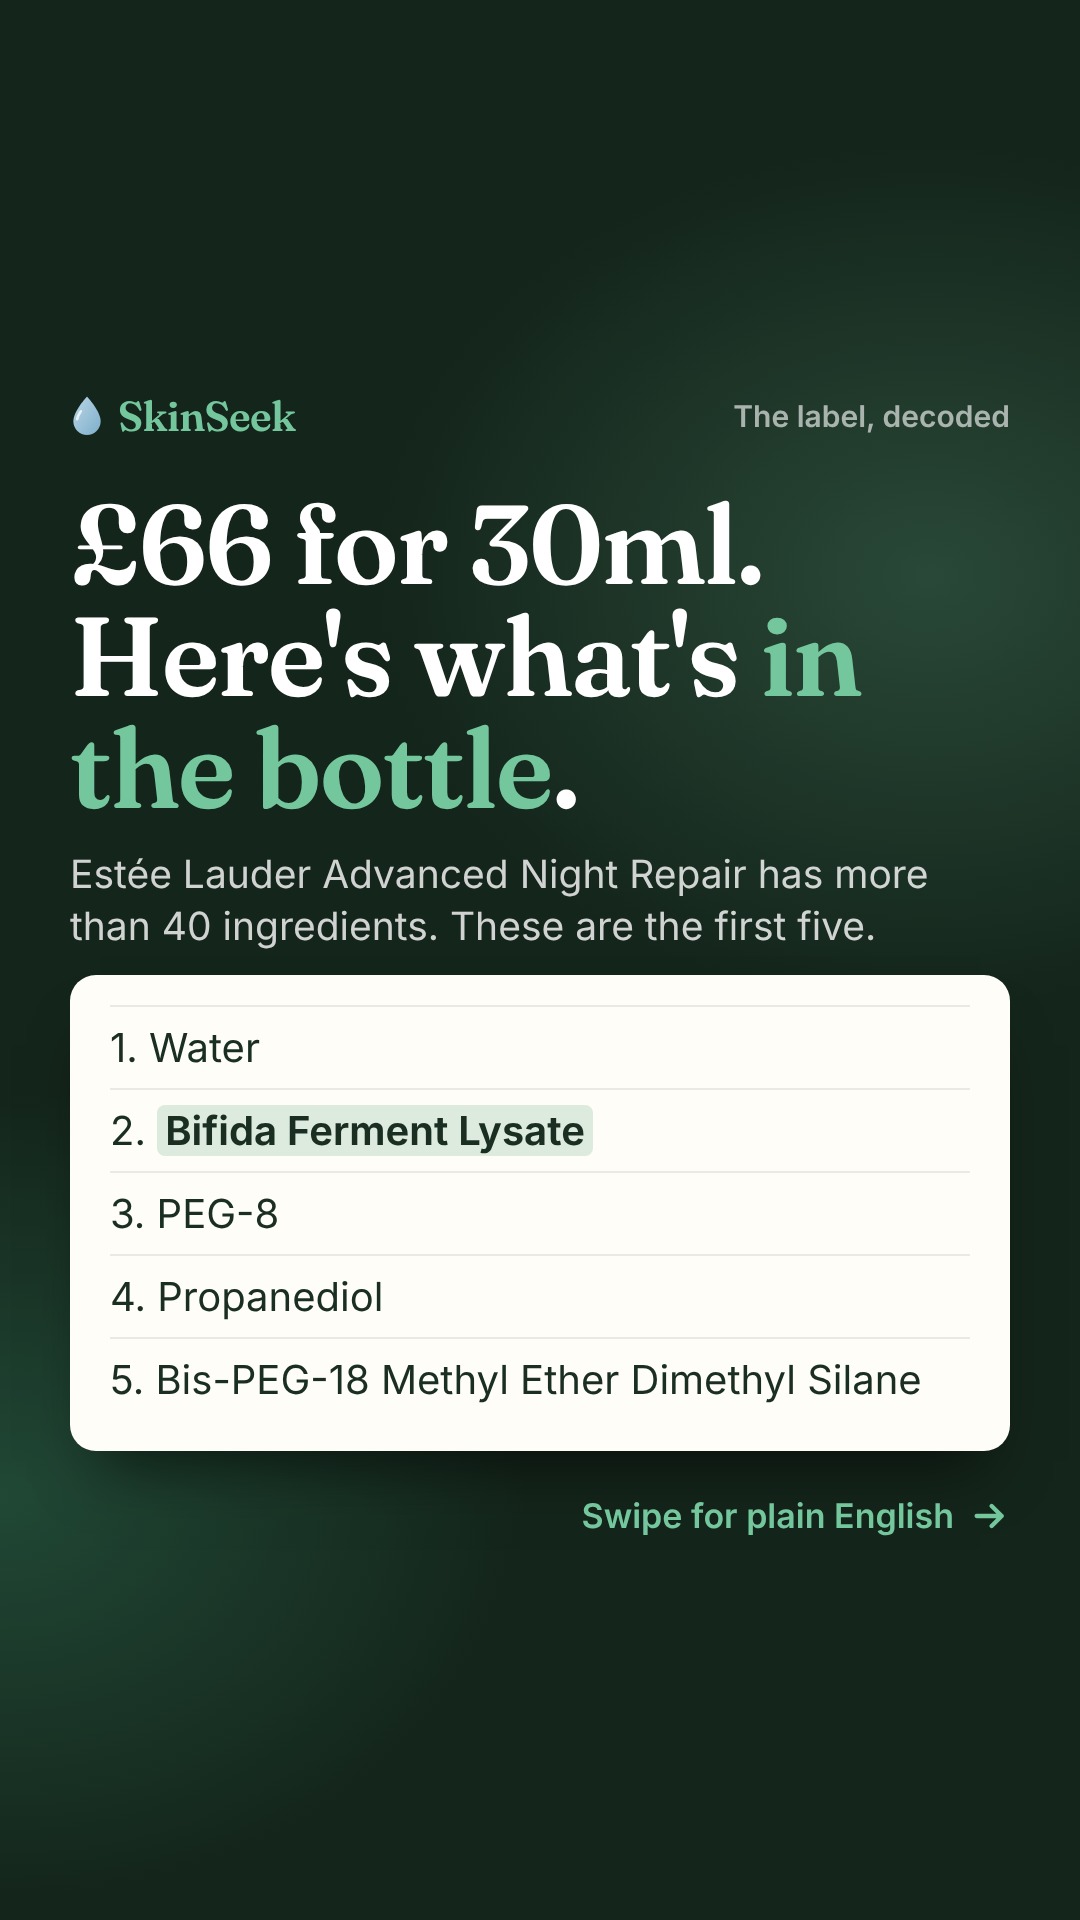 SkinSeek
The label, decoded
£66 for 30ml.
Here's what's in
the bottle.
Estée Lauder Advanced Night Repair has more
than 40 ingredients. These are the first five.
1. Water
2. Bifida Ferment Lysate
3. PEG-8
4. Propanediol
5. Bis-PEG-18 Methyl Ether Dimethyl Silane
Swipe for plain English →